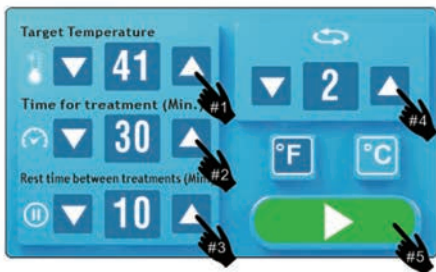 Target Temperature
41
#1
2
#4
Time for treatment (Min.)
30
#2
°F °C
Rest time between treatments (Min
10
#3
#5